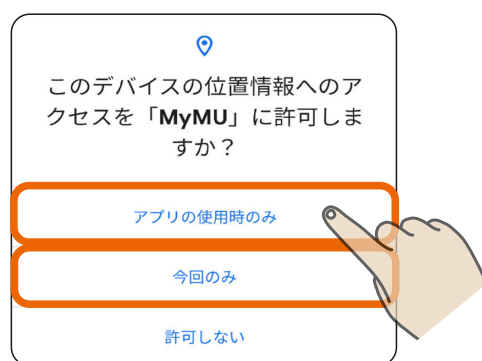 このデバイスの位置情報へのア
クセスを「MyMU」に許可しま
すか？
アプリの使用時のみ
今回のみ
許可しない